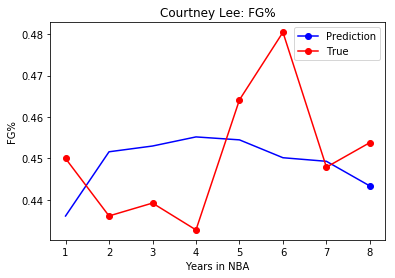 Courtney Lee: FG%
Prediction
True
0.48
0.47
0.46
0.45
0.44
FG%
1 2 3 4 5 6 7 8
Years in NBA